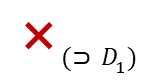 ✕ (⊃ D₁)